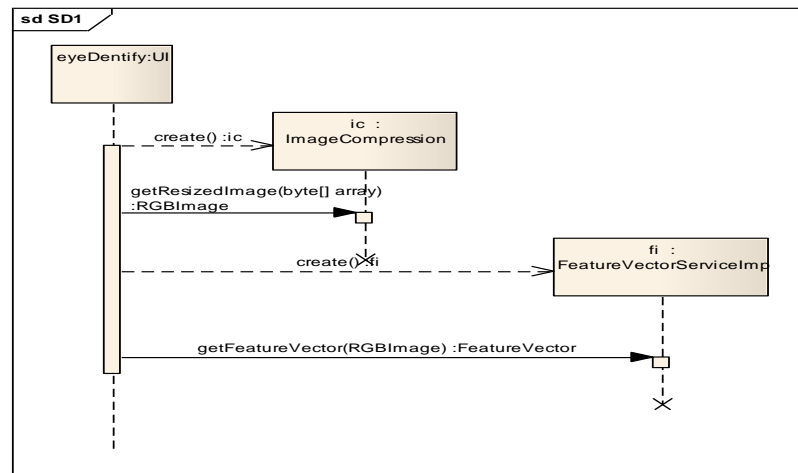 sd SD1
eyeDentify:UI
create() :ic
ic :
ImageCompression
getResizedImage(byte[] array)
:RGBImage
create() :fi
fi :
FeatureVectorServiceImp
getFeatureVector(RGBImage) :FeatureVector